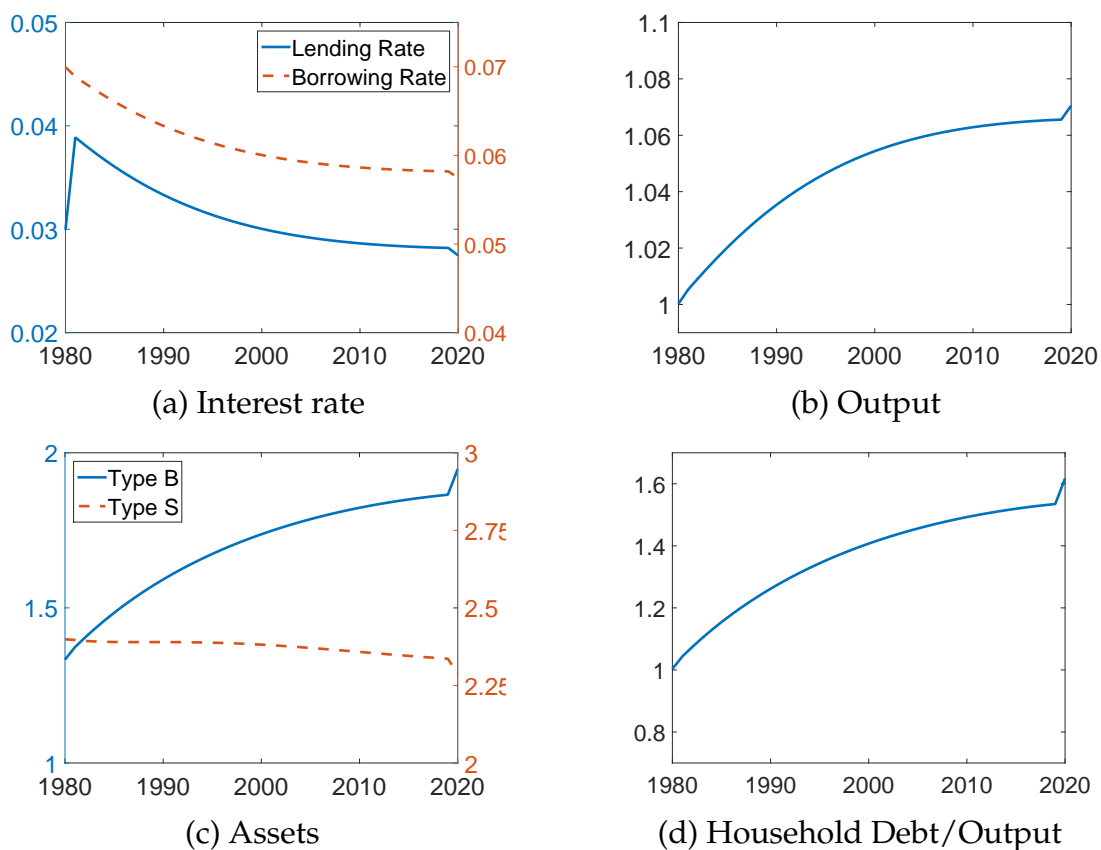 0.05
0.04
0.03
0.02
0.07
0.06
0.05
0.04
Lending Rate
Borrowing Rate
1980 1990 2000 2010 2020
(a) Interest rate
1.1
1.08
1.06
1.04
1.02
1
1980 1990 2000 2010 2020
(b) Output
2
1.5
1
3
2.75
2.5
2.25
2
Type B
Type S
1980 1990 2000 2010 2020
(c) Assets
1.6
1.4
1.2
1
0.8
1980 1990 2000 2010 2020
(d) Household Debt/Output